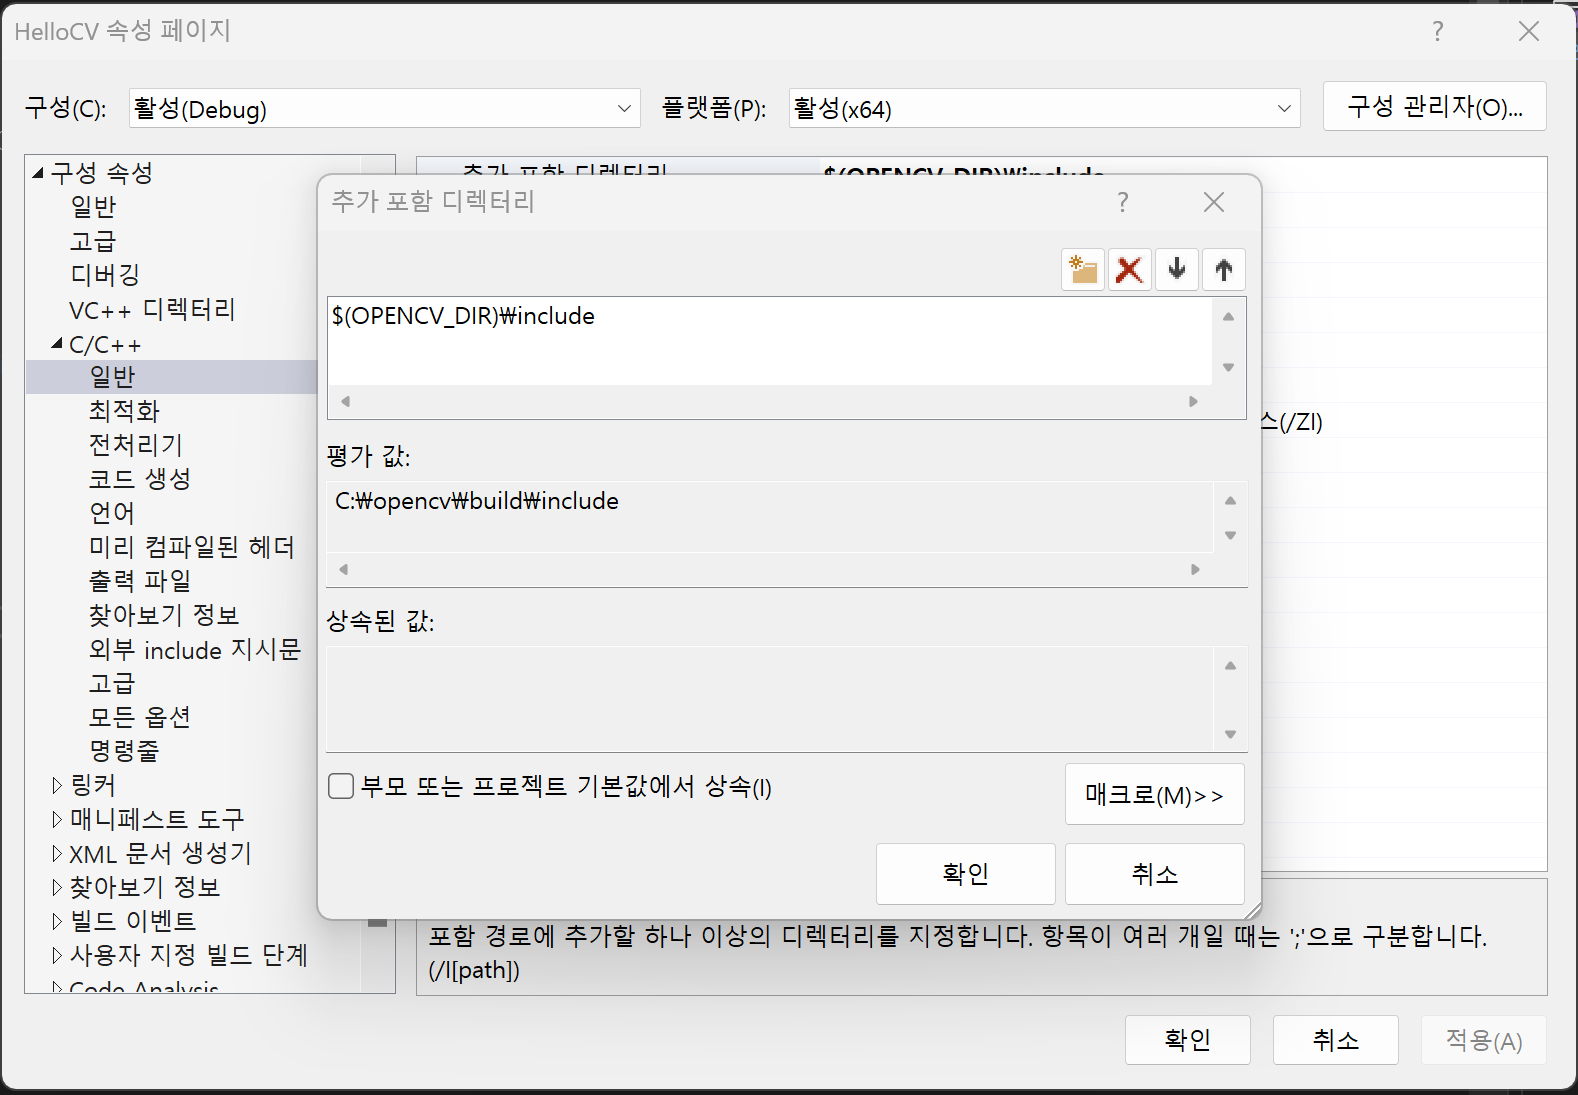 HelloCV 속성 페이지
?
구성(C):
활성(Debug)
플랫폼(P):
활성(x64)
구성 관리자(O)...
구성 속성
일반
고급
디버깅
VC++ 디렉터리
C/C++
일반
최적화
전처리기
코드 생성
언어
미리 컴파일된 헤더
출력 파일
찾아보기 정보
외부 include 지시문
고급
모든 옵션
명령줄
링커
매니페스트 도구
XML 문서 생성기
찾아보기 정보
빌드 이벤트
사용자 지정 빌드 단계
Code Analysis
추가 포함 디렉터리
$(OPENCV_DIR)₩include
추가 포함 디렉터리
?
$(OPENCV_DIR)₩include
평가 값:
C:₩opencv₩build₩include
상속된 값:
부모 또는 프로젝트 기본값에서 상속(I)
매크로(M)>>
확인
취소
스(/ZI)
포함 경로에 추가할 하나 이상의 디렉터리를 지정합니다. 항목이 여러 개일 때는 ';'으로 구분합니다.
(/I[path])
확인
취소
적용(A)